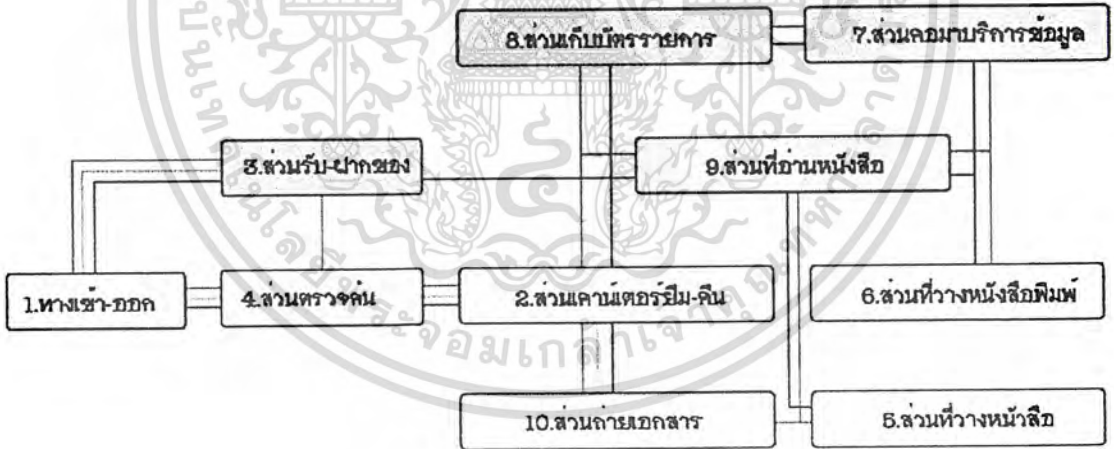 8.ส่วนเก็บบัตรรายการ
7.ส่วนคอมาบริการข้อมูล
3.ส่วนรับ-ฝากของ
9.ส่วนที่อ่านหนังสือ
1.ทางเข้า-ออก
4.ส่วนตรวจค้น
2.ส่วนเคาน์เตอร์ยืม-คืน
6.ส่วนที่วางหนังสือพิมพ์
10.ส่วนถ่ายเอกสาร
5.ส่วนที่วางหนัวสือ